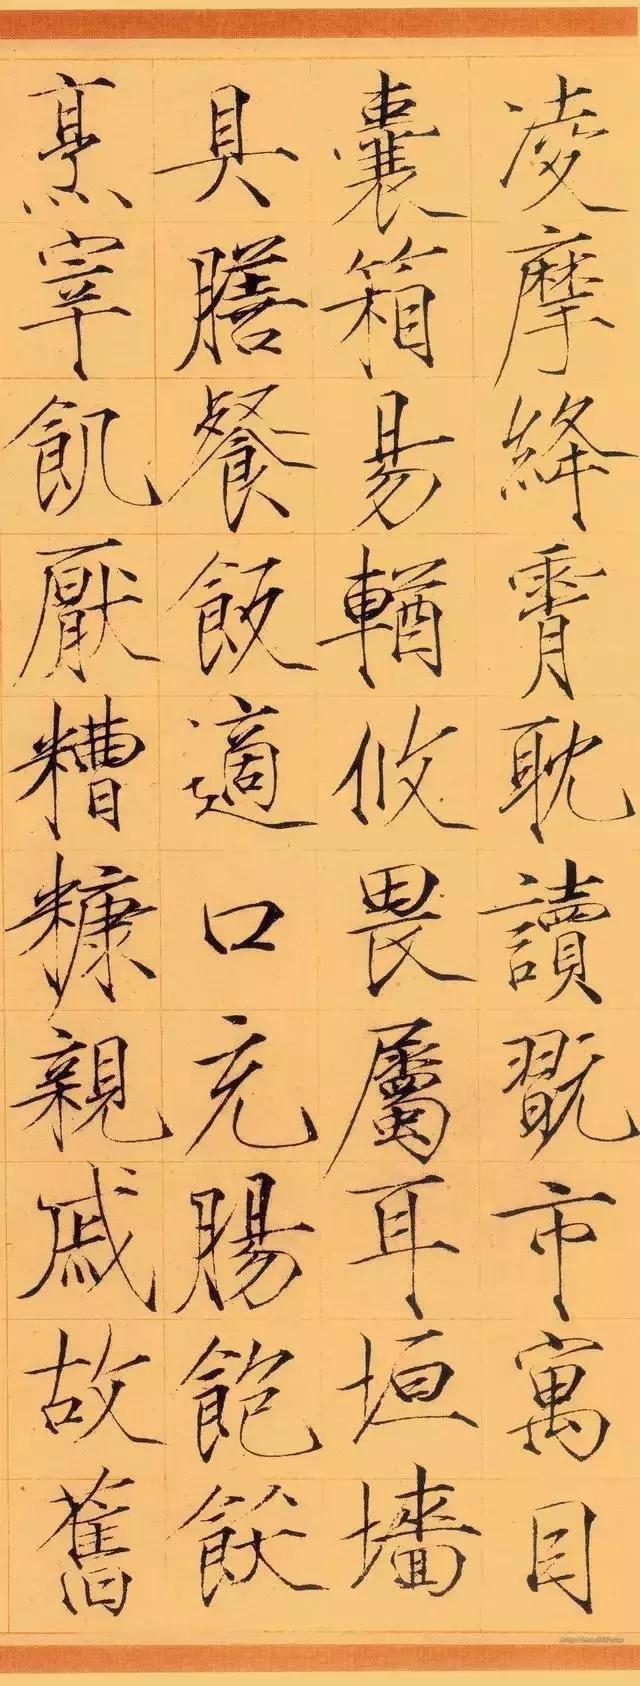 凌摩絳霄耽讀翫市寓目
囊箱易輶攸畏屬耳垣墻
具膳餐飯適口充腸飽飫
烹宰飢厭糟糠親戚故舊